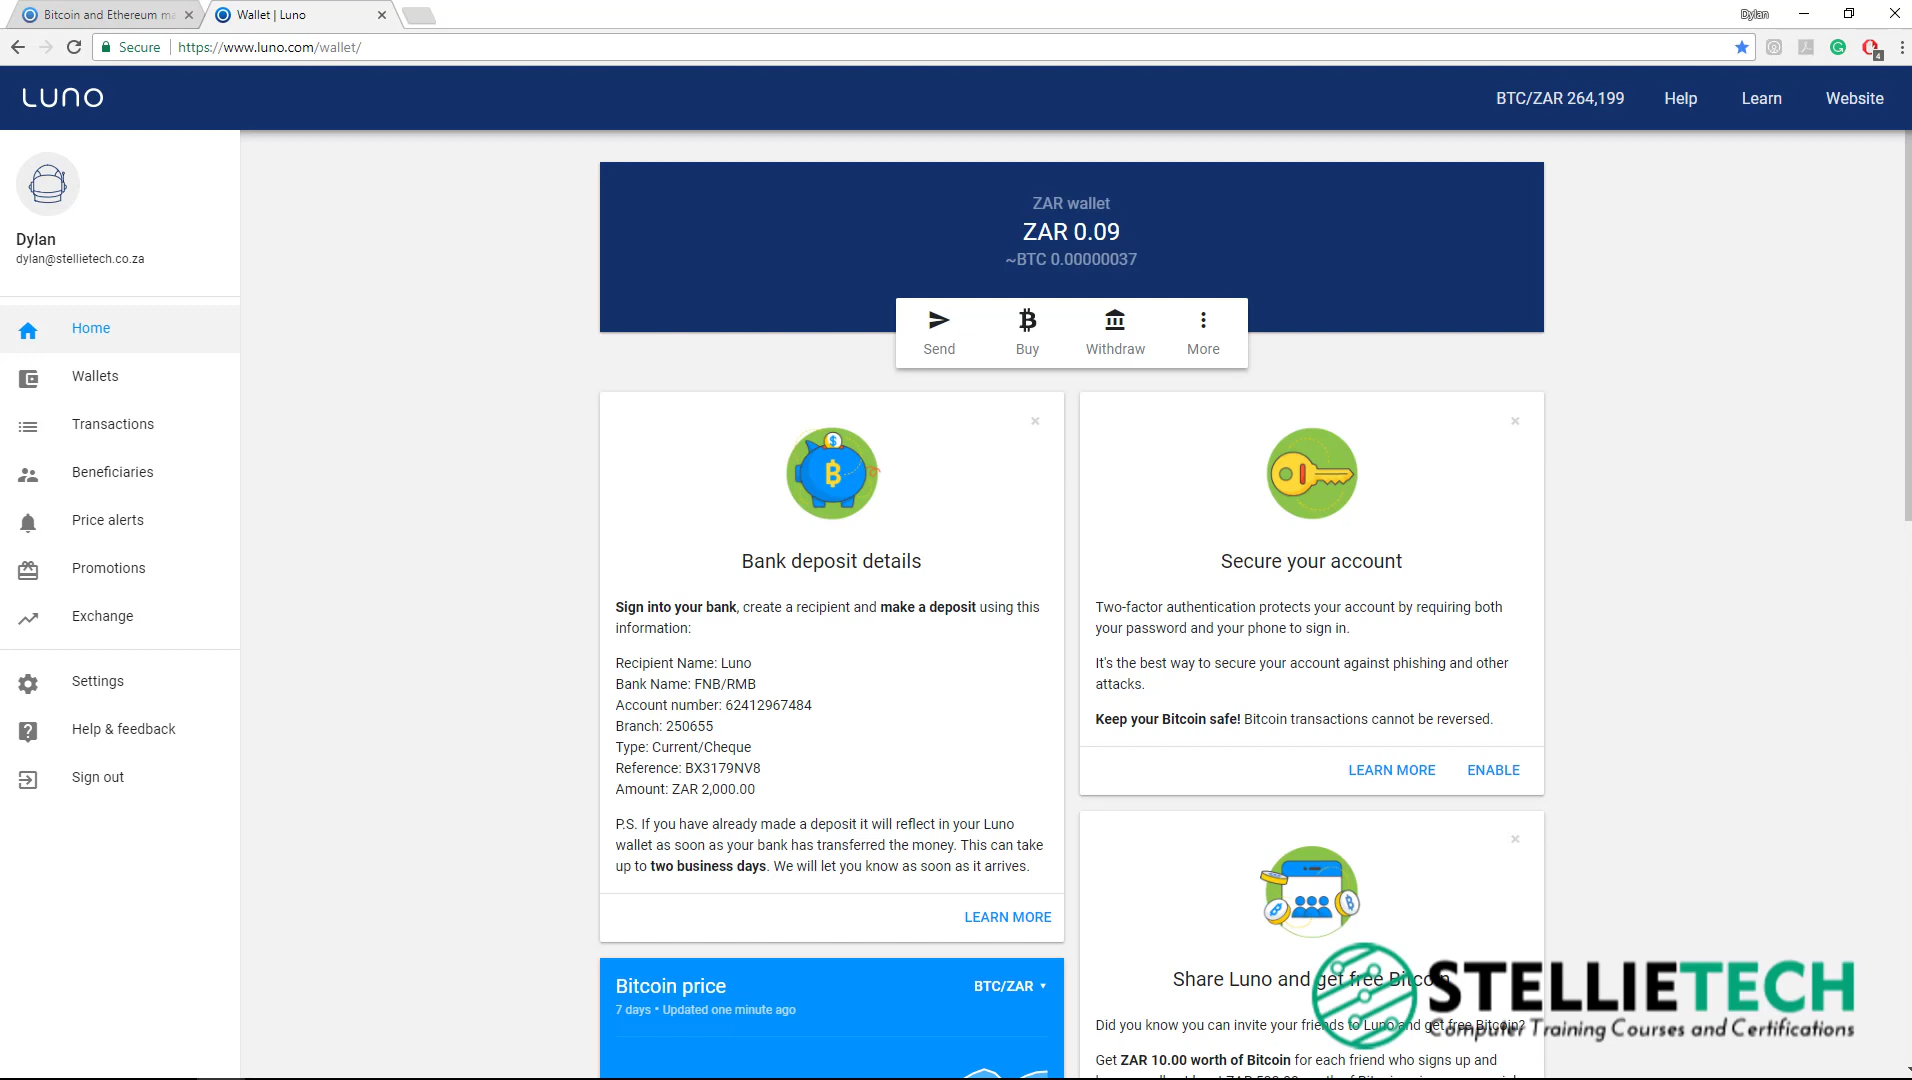 Bitcoin and Ethereum ma
Wallet | Luno
Dylan
Secure
https://www.luno.com/wallet/
4
LUNO
BTC/ZAR 264,199
Help
Learn
Website
Dylan
dylan@stellietech.co.za
Home
Wallets
Transactions
Beneficiaries
Price alerts
Promotions
Exchange
Settings
Help & feedback
Sign out
ZAR wallet
ZAR 0.09
~BTC 0.00000037
Send
Buy
Withdraw
More
Bank deposit details
Sign into your bank, create a recipient and make a deposit using this
information:
Recipient Name: Luno
Bank Name: FNB/RMB
Account number: 62412967484
Branch: 250655
Type: Current/Cheque
Reference: BX3179NV8
Amount: ZAR 2,000.00
P.S. If you have already made a deposit it will reflect in your Luno
wallet as soon as your bank has transferred the money. This can take
up to two business days. We will let you know as soon as it arrives.
LEARN MORE
Bitcoin price
BTC/ZAR
7 days • Updated one minute ago
Secure your account
Two-factor authentication protects your account by requiring both
your password and your phone to sign in.
It's the best way to secure your account against phishing and other
attacks.
Keep your Bitcoin safe! Bitcoin transactions cannot be reversed.
LEARN MORE
ENABLE
Share Luno and get free Bitcoin
Did you know you can invite your friends to Luno and get free Bitcoin?
Get ZAR 10.00 worth of Bitcoin for each friend who signs up and
STELLIETECH
Computer Training Courses and Certifications